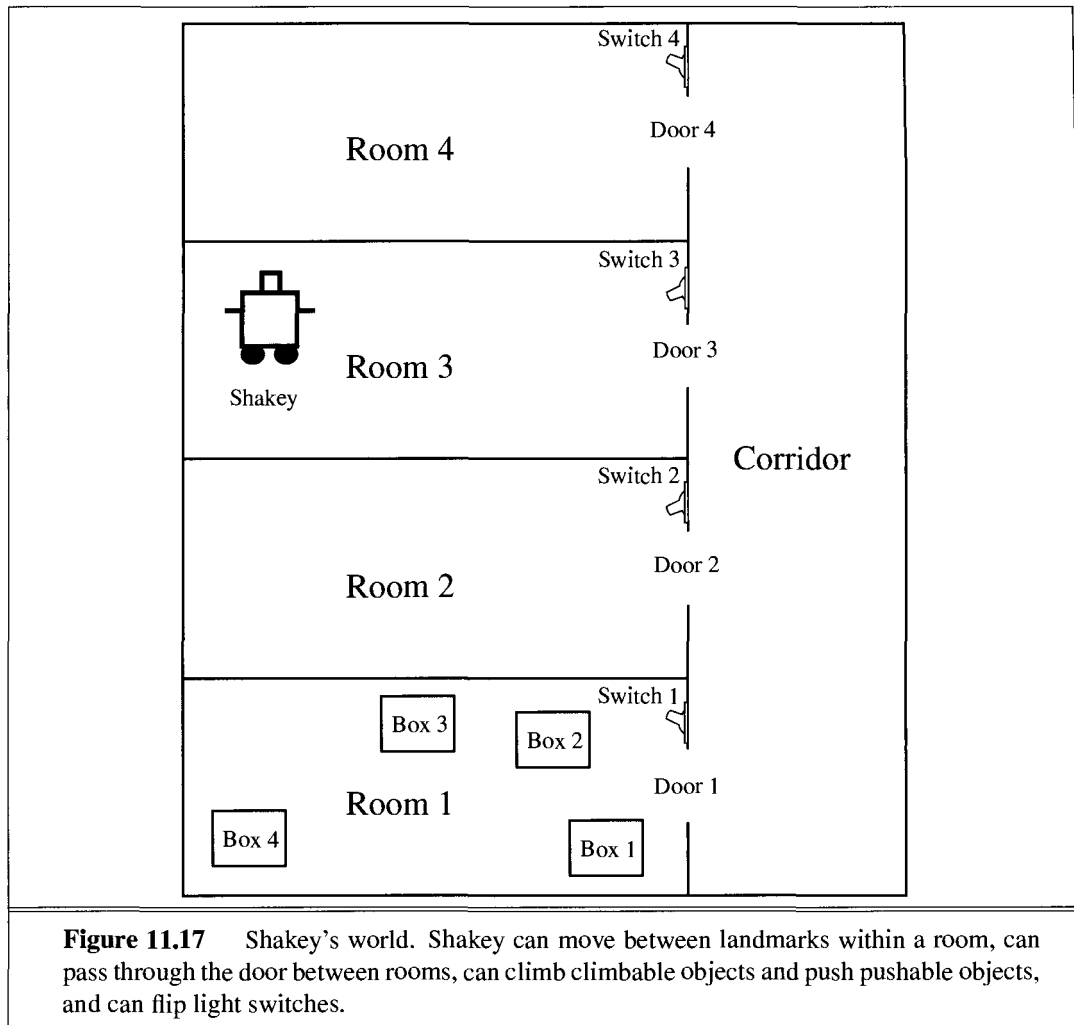 Switch 4
Door 4
Room 4
Switch 3
Door 3
Room 3
Shakey
Corridor
Switch 2
Door 2
Room 2
Switch 1
Box 3
Box 2
Door 1
Room 1
Box 4
Box 1
Figure 11.17 Shakey's world. Shakey can move between landmarks within a room, can
pass through the door between rooms, can climb climbable objects and push pushable objects,
and can flip light switches.